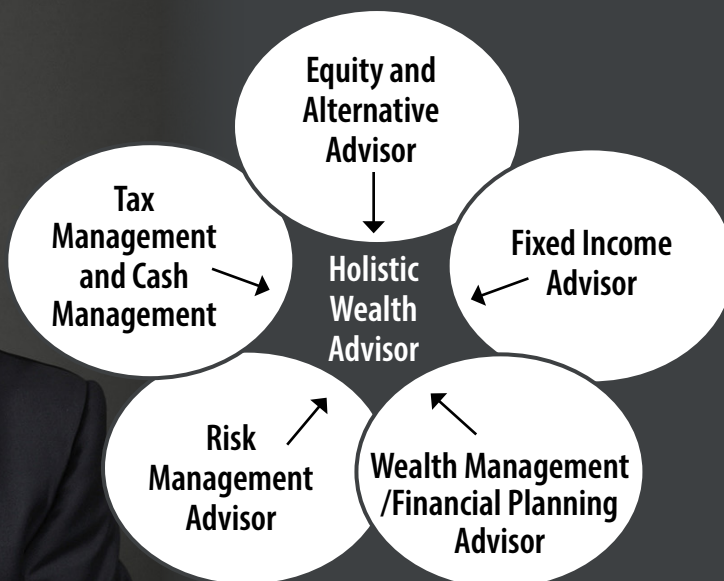 Equity and
Alternative
Advisor
Tax
Management
and Cash
Management
Holistic
Wealth
Advisor
Fixed Income
Advisor
Risk
Management
Advisor
Wealth Management
/Financial Planning
Advisor